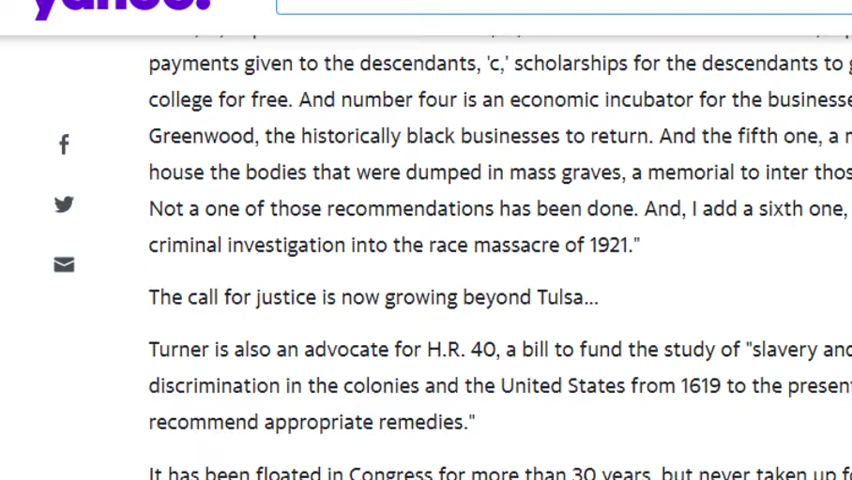 yahoo!
payments given to the descendants, 'c,' scholarships for the descendants to
college for free. And number four is an economic incubator for the
Greenwood, the historically black businesses to return. And the fifth one, a
house the bodies that were dumped in mass graves, a memorial to inter
Not a one of those recommendations has been done. And, I add a sixth one,
criminal investigation into the race massacre of 1921."
The call for justice is now growing beyond Tulsa...
Turner is also an advocate for H.R. 40, a bill to fund the study of "slavery
discrimination in the colonies and the United States from 1619 to the
recommend appropriate remedies."
It has been floated in Congress for more than 30 years, but never taken up